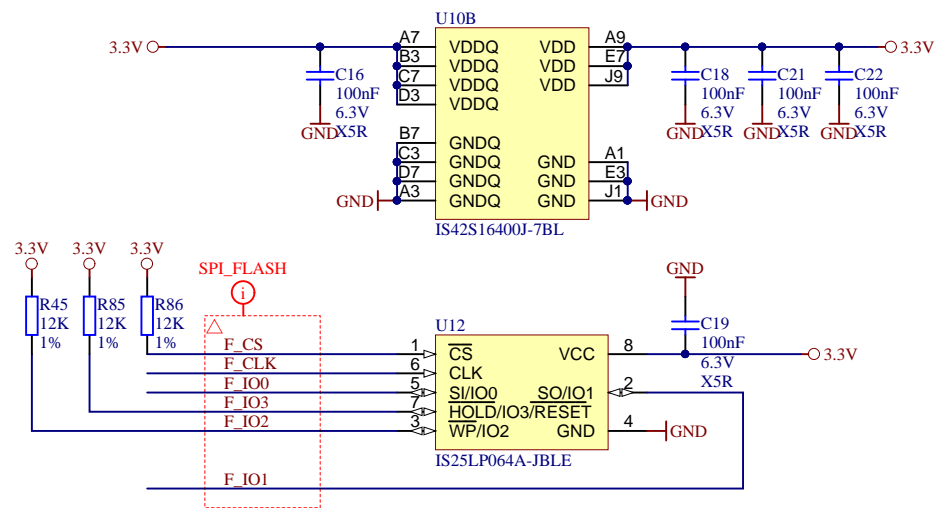 U10B
3.3V
A7
VDDQ
VDD
A9
3.3V
B3
VDDQ
VDD
E7
C7
VDDQ
VDD
J9
D3
VDDQ
C16
100nF
6.3V
X5R
GND
C18
100nF
6.3V
X5R
GND
C21
100nF
6.3V
X5R
GND
C22
100nF
6.3V
X5R
GND
B7
GNDQ
C3
GNDQ
GND
A1
D7
GNDQ
GND
E3
GND
A3
GNDQ
GND
J1
GND
IS42S16400J-7BL
3.3V
3.3V
3.3V
SPI_FLASH
i
GND
R45
12K
1%
R85
12K
1%
R86
12K
1%
U12
C19
100nF
6.3V
X5R
F_CS
1
CS
VCC
8
3.3V
F_CLK
6
CLK
F_IO0
5
SI/IO0
SO/IO1
2
F_IO3
7
HOLD/IO3/RESET
F_IO2
3
WP/IO2
GND
4
GND
IS25LP064A-JBLE
F_IO1